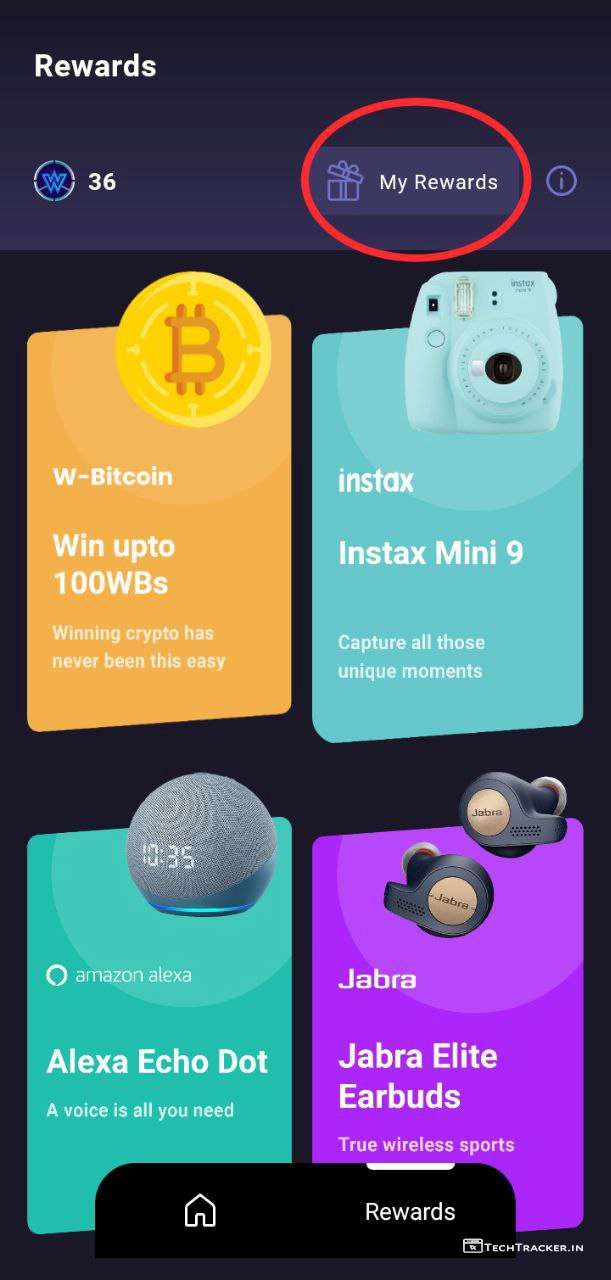 Rewards
36
My Rewards
W-Bitcoin
Win upto
100WBs
Winning crypto has
never been this easy
instax
mini 9
instax
Instax Mini 9
Capture all those
unique moments
10:35
amazon alexa
Alexa Echo Dot
A voice is all you need
Jabra
Jabra
Jabra
Jabra Elite
Earbuds
True wireless sports
Rewards
TECHTRACKER.IN